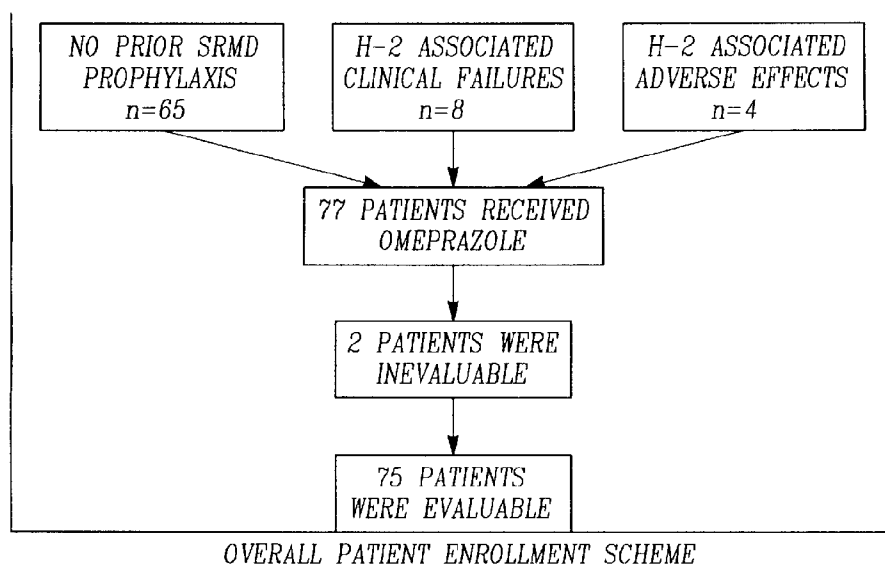 NO PRIOR SRMD
PROPHYLAXIS
n=65
H-2 ASSOCIATED
CLINICAL FAILURES
n=8
H-2 ASSOCIATED
ADVERSE EFFECTS
n=4
77 PATIENTS RECEIVED
OMEPRAZOLE
2 PATIENTS WERE
INEVALUABLE
75 PATIENTS
WERE EVALUABLE
OVERALL PATIENT ENROLLMENT SCHEME